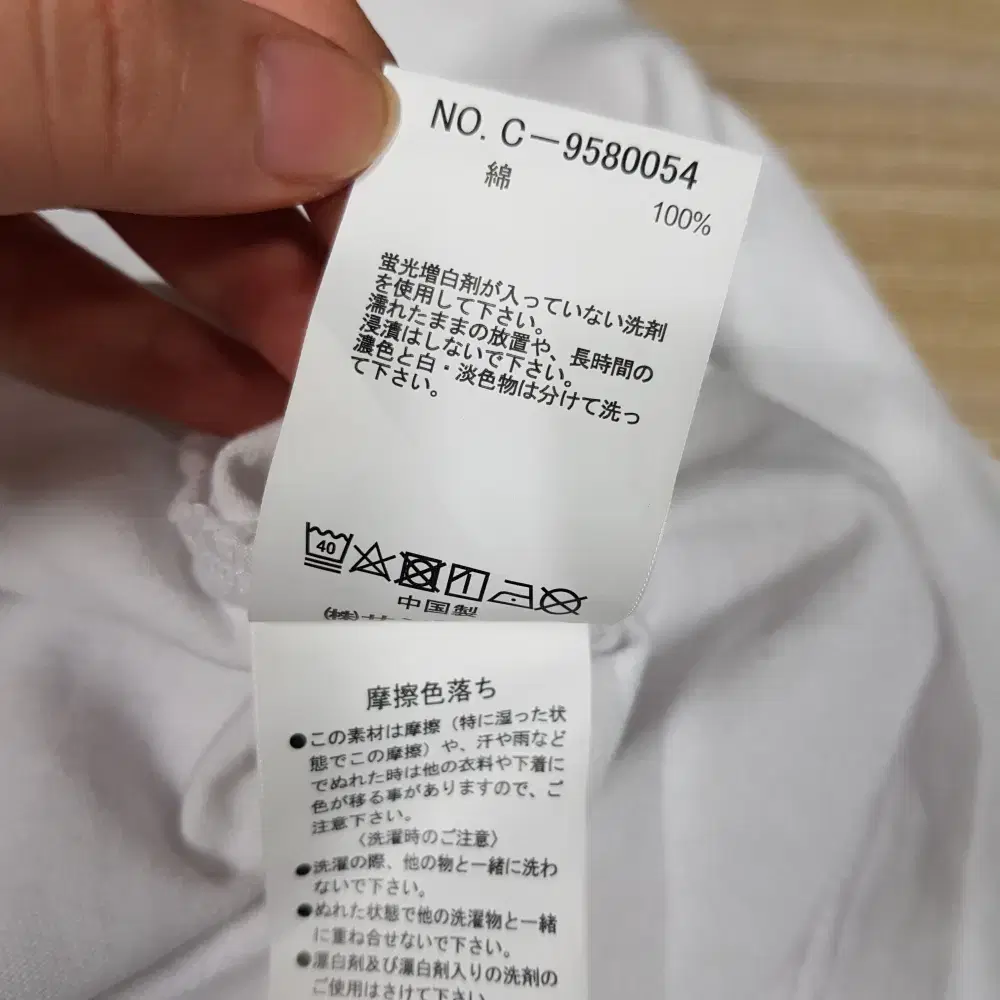 NO. C-9580054
綿
100%
蛍光増白剤が入っていない洗剤
を使用して下さい。
濡れたままの放置や、長時間の
浸漬はしないで下さい。
濃色と白・淡色物は分けて洗っ
て下さい。
40
中国製
㈱
摩擦色落ち
●この素材は摩擦（特に湿った状
態でこの摩擦）や、汗や雨など
でぬれた時は他の衣料や下着に
色が移る事がありますので、ご
注意下さい。
〈洗濯時のご注意〉
●洗濯の際、他の物と一緒に洗わ
ないで下さい。
●ぬれた状態で他の洗濯物と一緒
に重ね合せないで下さい。
●漂白剤及び漂白剤入りの洗剤の
ご使用はさけて下さい